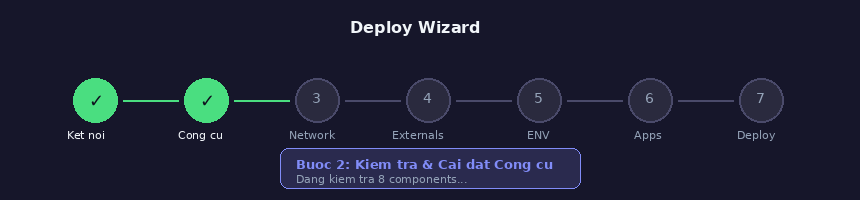 Deploy Wizard
✓ ✓ 3 4 5 6 7
Ket noi Cong cu Network Externals ENV Apps Deploy
Buoc 2: Kiem tra & Cai dat Cong cu
Dang kiem tra 8 components...